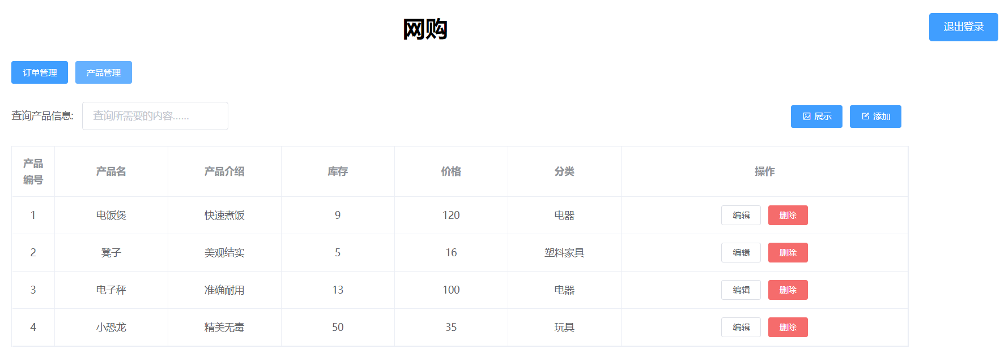 网购
退出登录
订单管理 产品管理
查询产品信息: 查询所需要的内容......
展示 添加
产品编号 产品名 产品介绍 库存 价格 分类 操作
1 电饭煲 快速煮饭 9 120 电器 编辑 删除
2 凳子 美观结实 5 16 塑料家具 编辑 删除
3 电子秤 准确耐用 13 100 电器 编辑 删除
4 小恐龙 精美无毒 50 35 玩具 编辑 删除